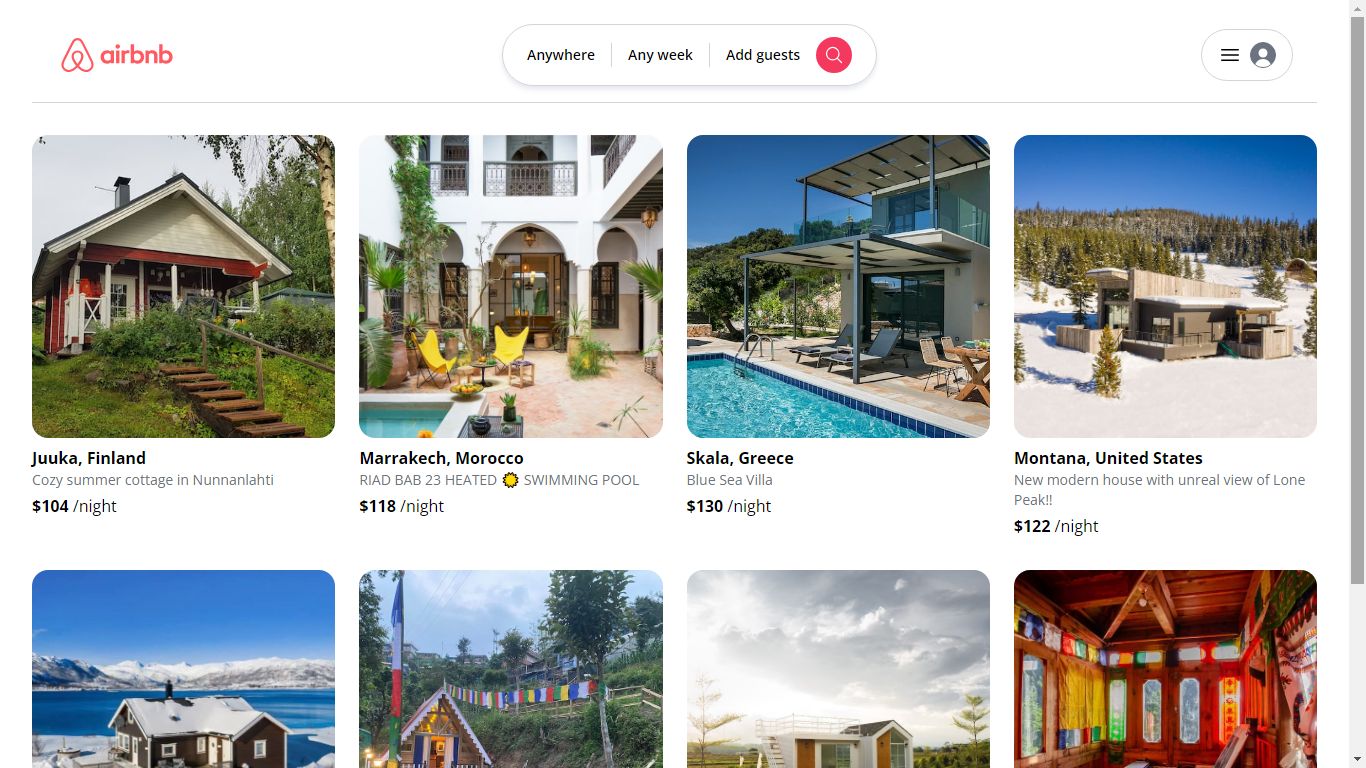 airbnb
Anywhere
Any week
Add guests
Juuka, Finland
Cozy summer cottage in Nunnanlahti
$104 /night
Marrakech, Morocco
RIAD BAB 23 HEATED 🌞 SWIMMING POOL
$118 /night
Skala, Greece
Blue Sea Villa
$130 /night
Montana, United States
New modern house with unreal view of Lone
Peak!!
$122 /night